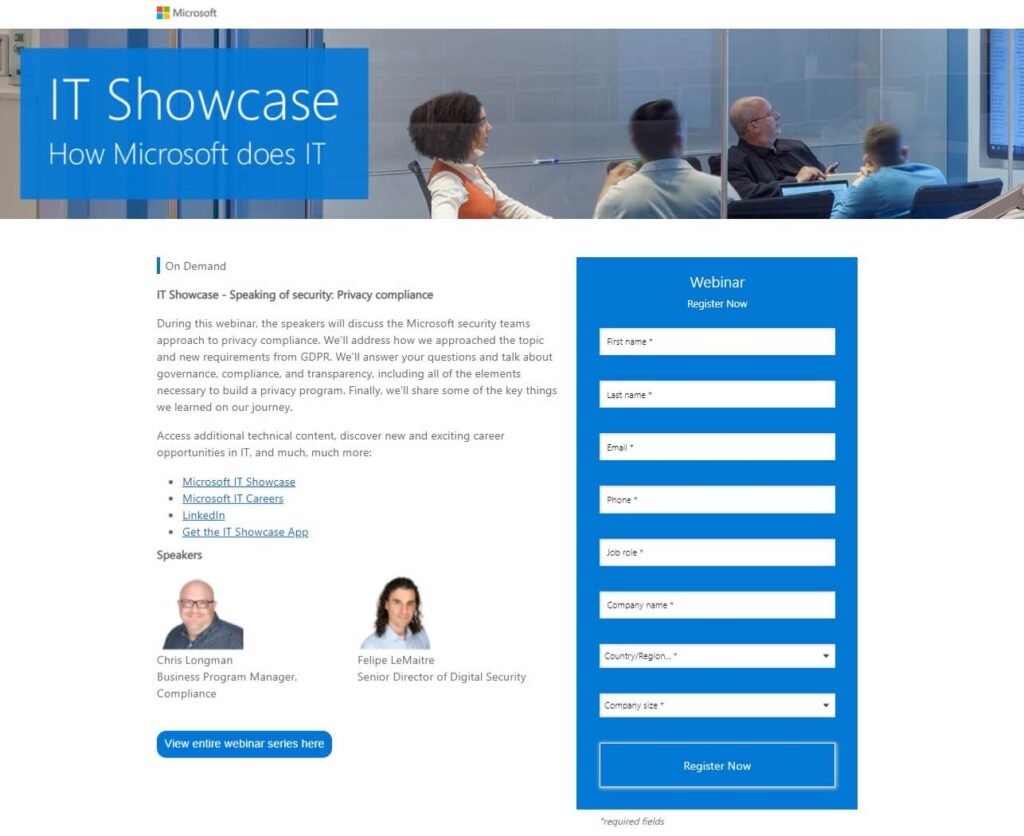 Microsoft
IT Showcase
How Microsoft does IT
On Demand
IT Showcase - Speaking of security: Privacy compliance
During this webinar, the speakers will discuss the Microsoft security teams
approach to privacy compliance. We'll address how we approached the topic
and new requirements from GDPR. We'll answer your questions and talk about
governance, compliance, and transparency, including all of the elements
necessary to build a privacy program. Finally, we'll share some of the key things
we learned on our journey.
Access additional technical content, discover new and exciting career
opportunities in IT, and much, much more:
Microsoft IT Showcase
Microsoft IT Careers
LinkedIn
Get the IT Showcase App
Speakers
Chris Longman
Business Program Manager,
Compliance
Felipe LeMaitre
Senior Director of Digital Security
View entire webinar series here
Webinar
Register Now
First name *
Last name *
Email *
Phone *
Job role *
Company name *
Country/Region... *
Company size *
Register Now
*required fields